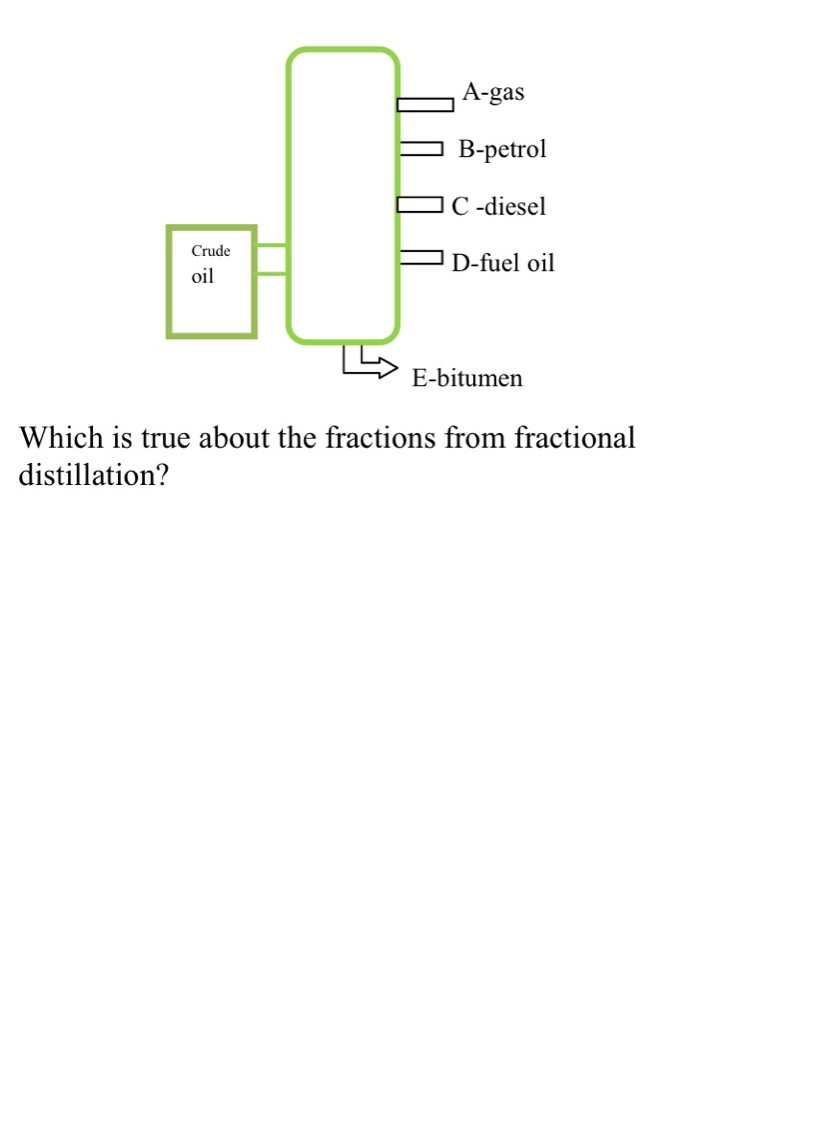 A-gas
B-petrol
C -diesel
Crude
oil
D-fuel oil
E-bitumen
Which is true about the fractions from fractional
distillation?